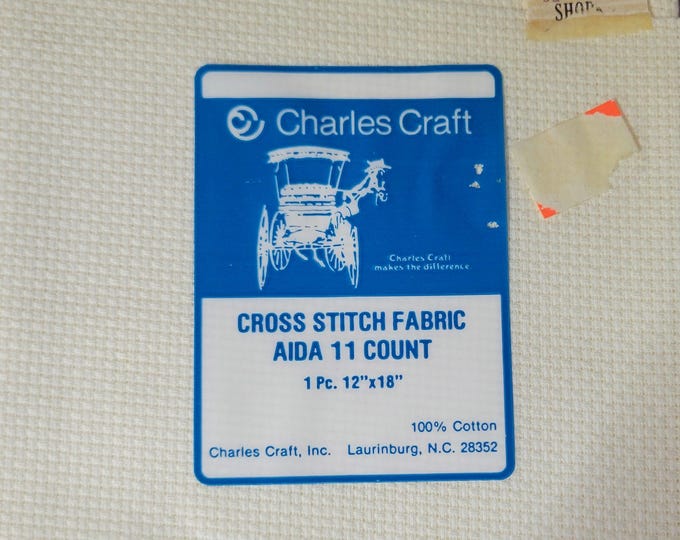 SHOP
Charles Craft
Charles Craft
makes the difference
CROSS STITCH FABRIC
AIDA 11 COUNT
1 Pc. 12”x18”
100% Cotton
Charles Craft, Inc. Laurinburg, N.C. 28352